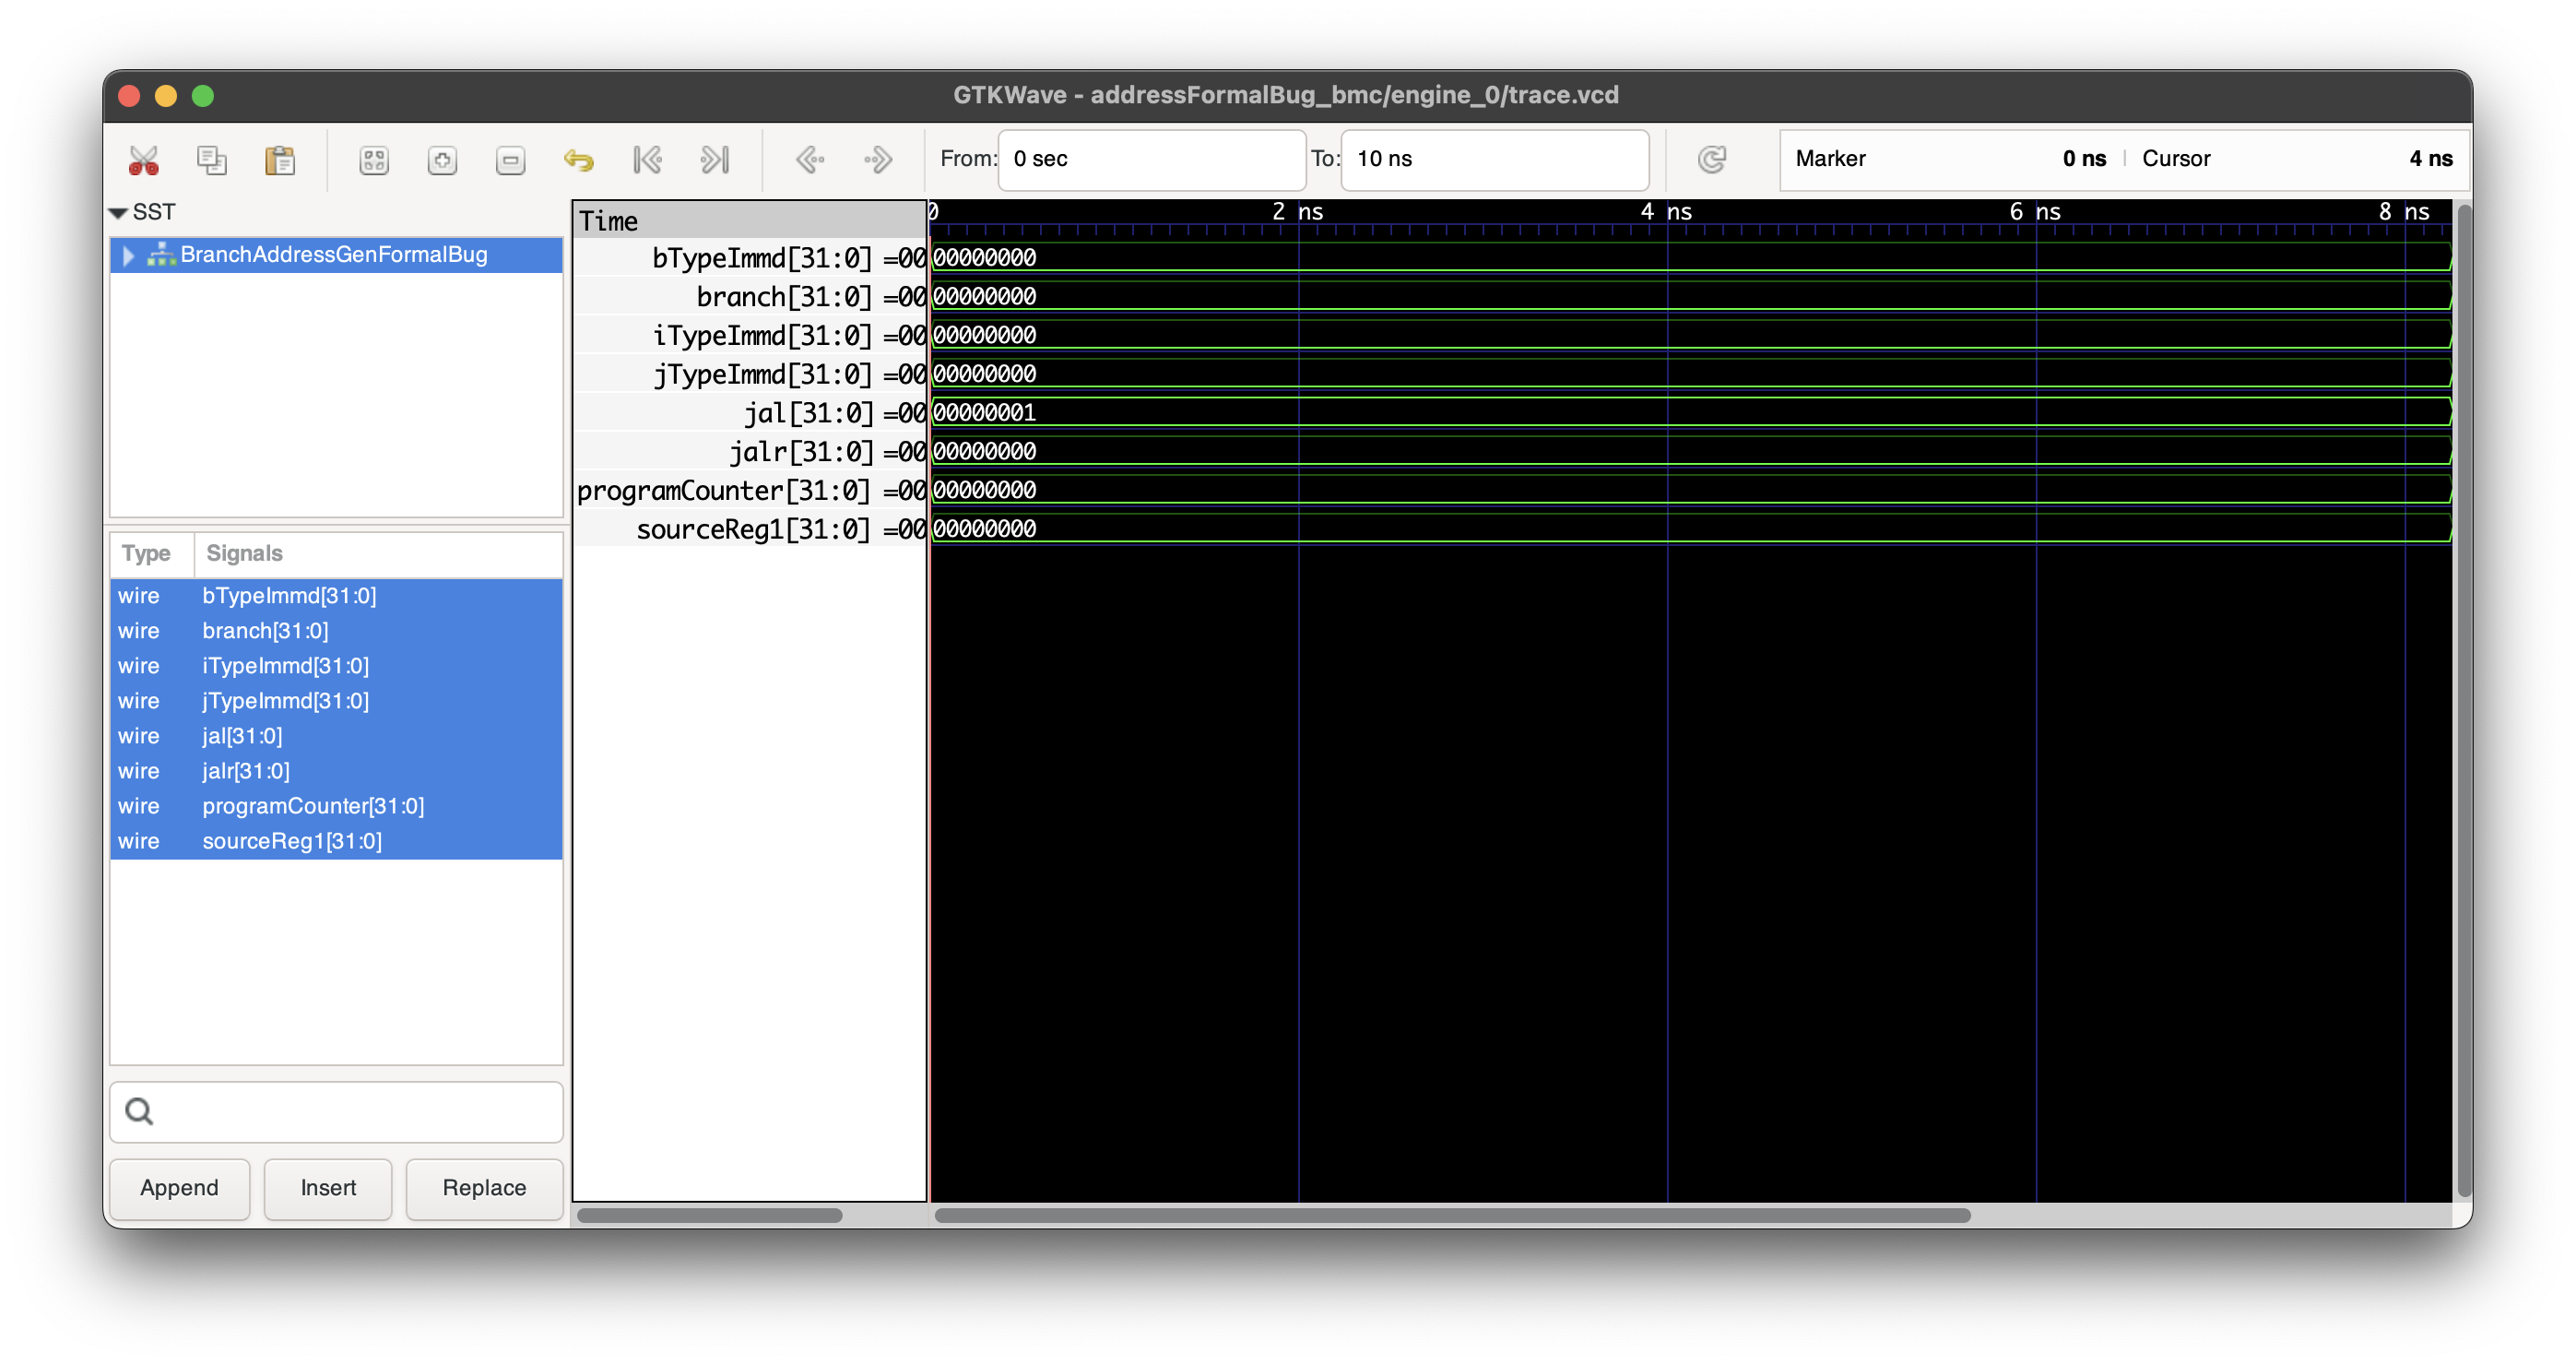 GTKWave - addressFormalBug_bmc/engine_0/trace.vcd
From: 0 sec To: 10 ns Marker 0 ns | Cursor 4 ns
SST
BranchAddressGenFormalBug
Type Signals
wire bTypeImmd[31:0]
wire branch[31:0]
wire iTypeImmd[31:0]
wire jTypeImmd[31:0]
wire jal[31:0]
wire jalr[31:0]
wire programCounter[31:0]
wire sourceReg1[31:0]
Append Insert Replace
Time
0 2 ns 4 ns 6 ns 8 ns
bTypeImmd[31:0] =00 00000000
branch[31:0] =00 00000000
iTypeImmd[31:0] =00 00000000
jTypeImmd[31:0] =00 00000000
jal[31:0] =00 00000001
jalr[31:0] =00 00000000
programCounter[31:0] =00 00000000
sourceReg1[31:0] =00 00000000